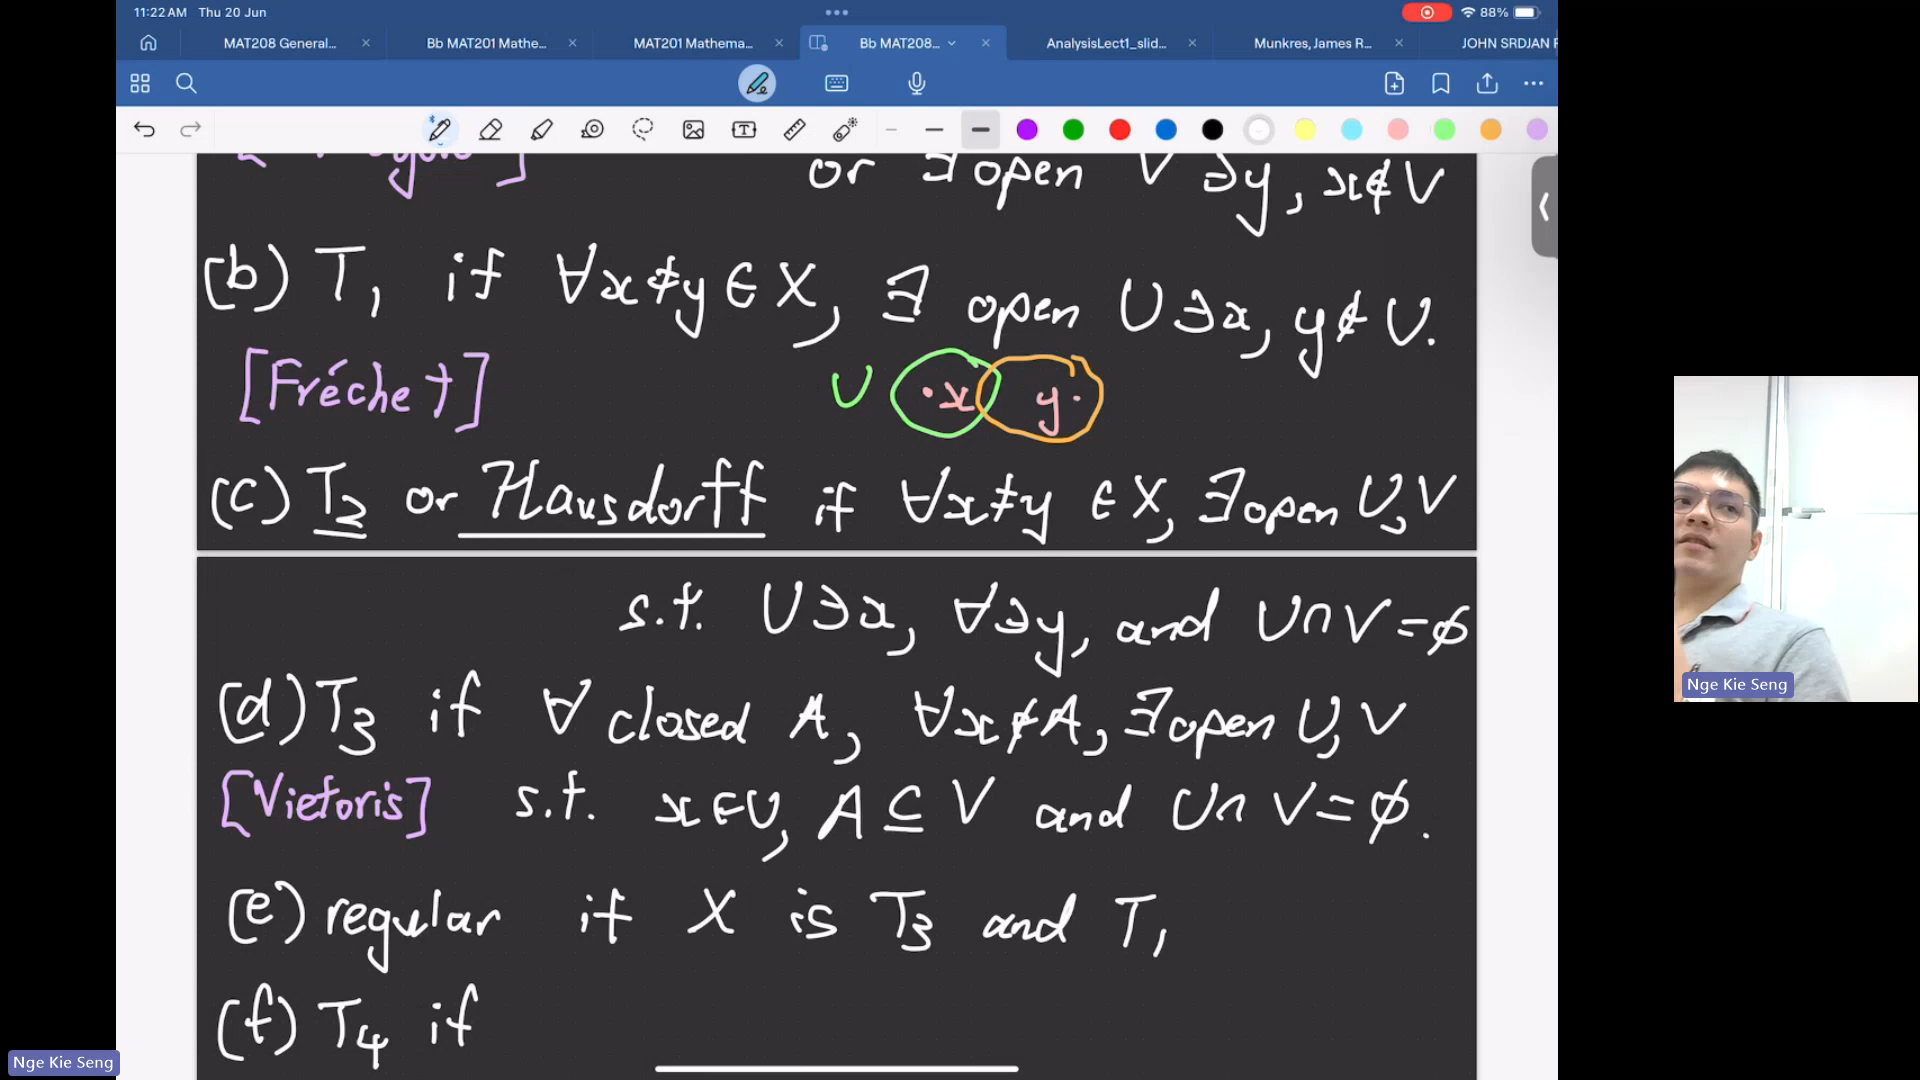 11:22 AM Thu 20 Jun
88%
MAT208 General...
Bb MAT201 Mathe...
MAT201 Mathema...
Bb MAT208...
AnalysisLect1_slid...
Munkres, James R...
JOHN SRDJAN
or ∃ open V ∋ y, x ∉ V
(b) T₁ if ∀x≠y ∈ X, ∃ open U∋x, y∉U.
[Fréchet]
U ·x y·
(c) T₂ or Hausdorff if ∀x≠y ∈ X, ∃ open U, V
s.t. U∋x, ∀∋y, and U∩V=∅
(d) T₃ if ∀ closed A, ∀x∉A, ∃ open U, V
[Vietoris] s.t. x∈U, A ⊆ V and U∩V=∅.
(e) regular if X is T₃ and T₁
(f) T₄ if
Nge Kie Seng
Nge Kie Seng